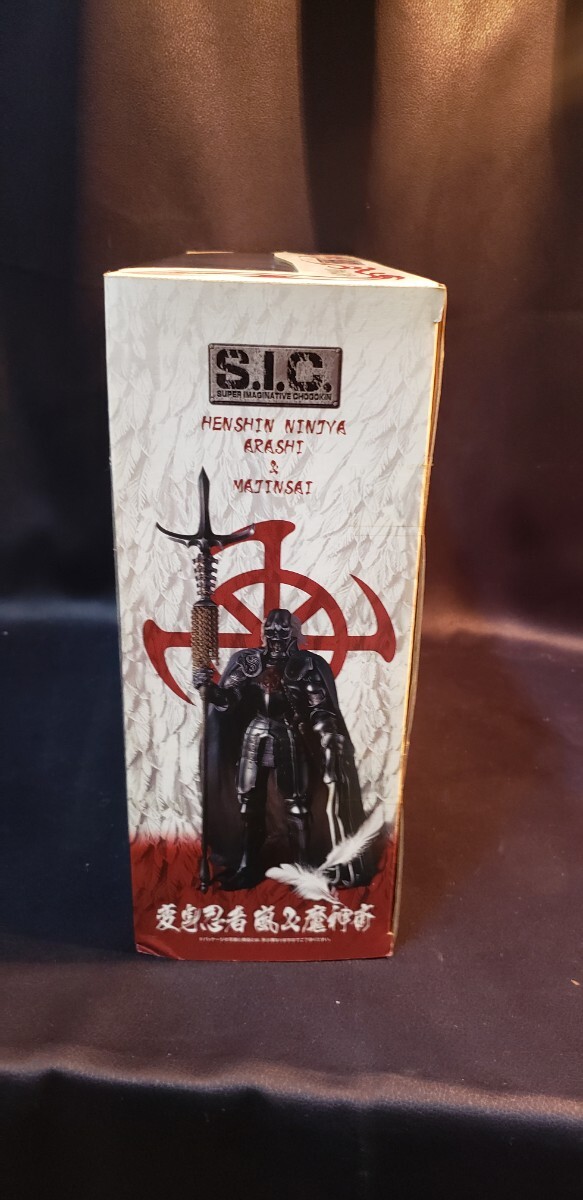 S.I.C.
SUPER IMAGINATIVE CHOGOKIN
HENSHIN NINJYA
ARASHI
&
MAJINSAI
変身忍者 嵐&魔神斎